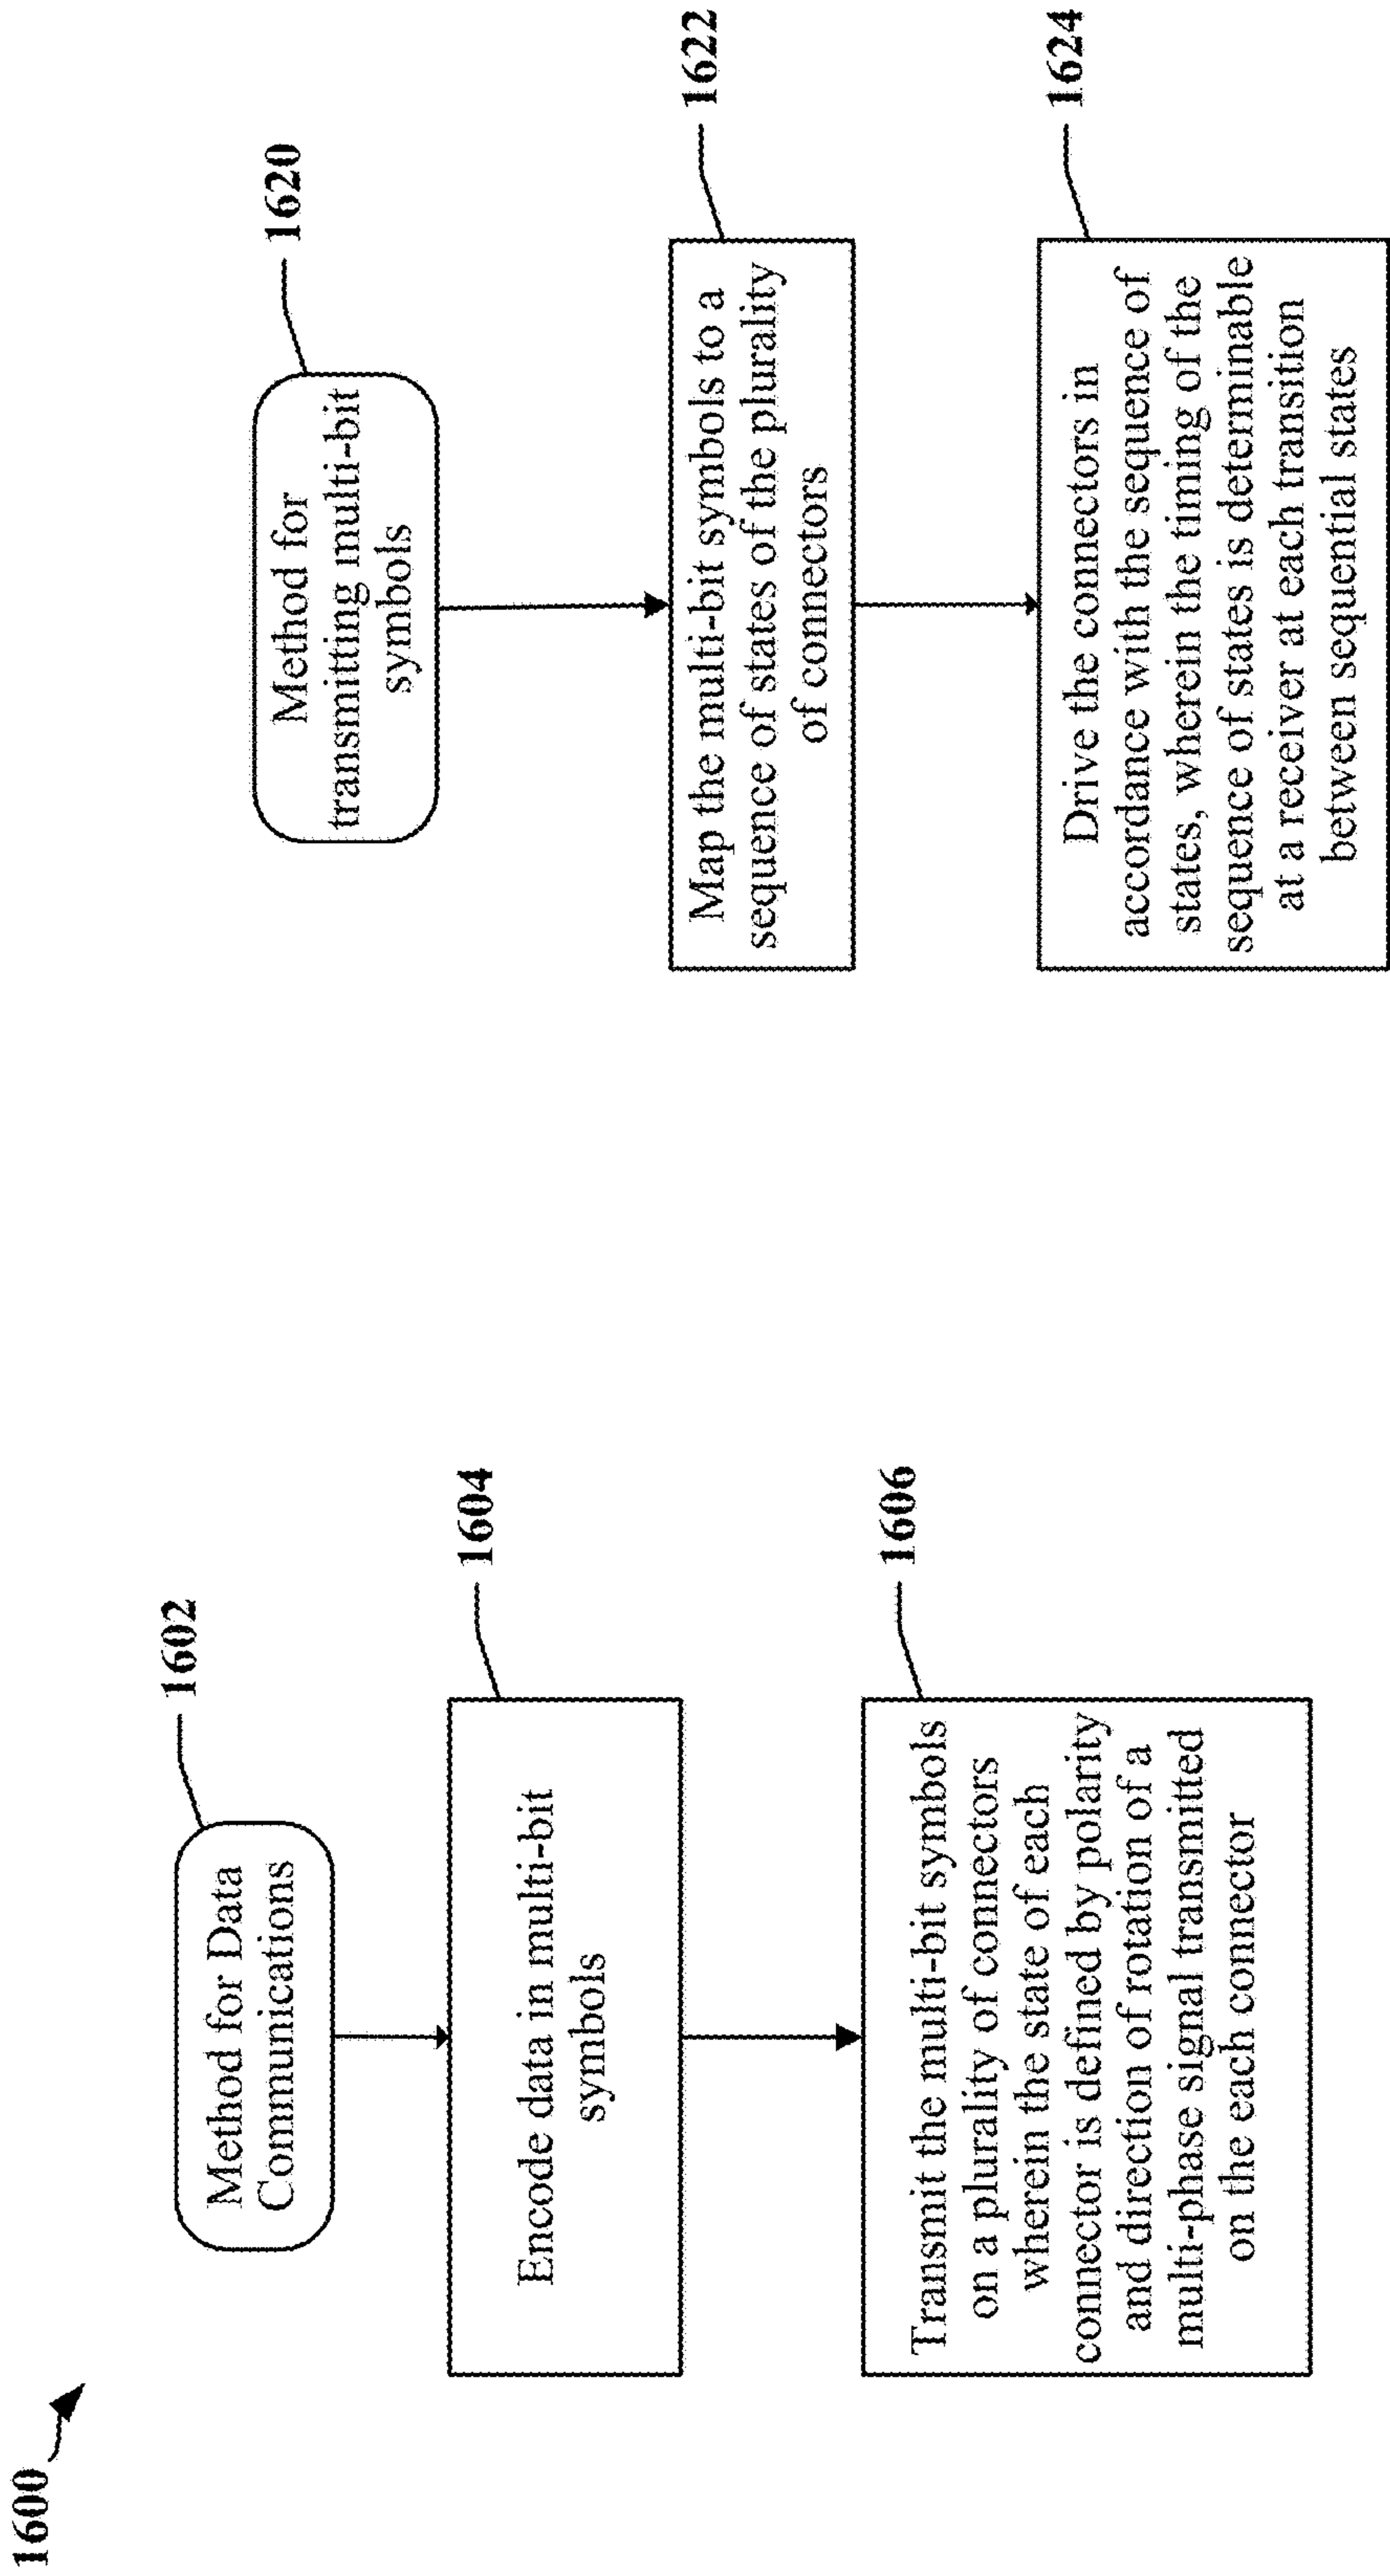 1600
1602
Method for Data
Communications
1604
Encode data in multi-bit
symbols
1606
Transmit the multi-bit symbols
on a plurality of connectors
wherein the state of each
connector is defined by polarity
and direction of rotation of a
multi-phase signal transmitted
on the each connector
1620
Method for
transmitting multi-bit
symbols
1622
Map the multi-bit symbols to a
sequence of states of the plurality
of connectors
1624
Drive the connectors in
accordance with the sequence of
states, wherein the timing of the
sequence of states is determinable
at a receiver at each transition
between sequential states